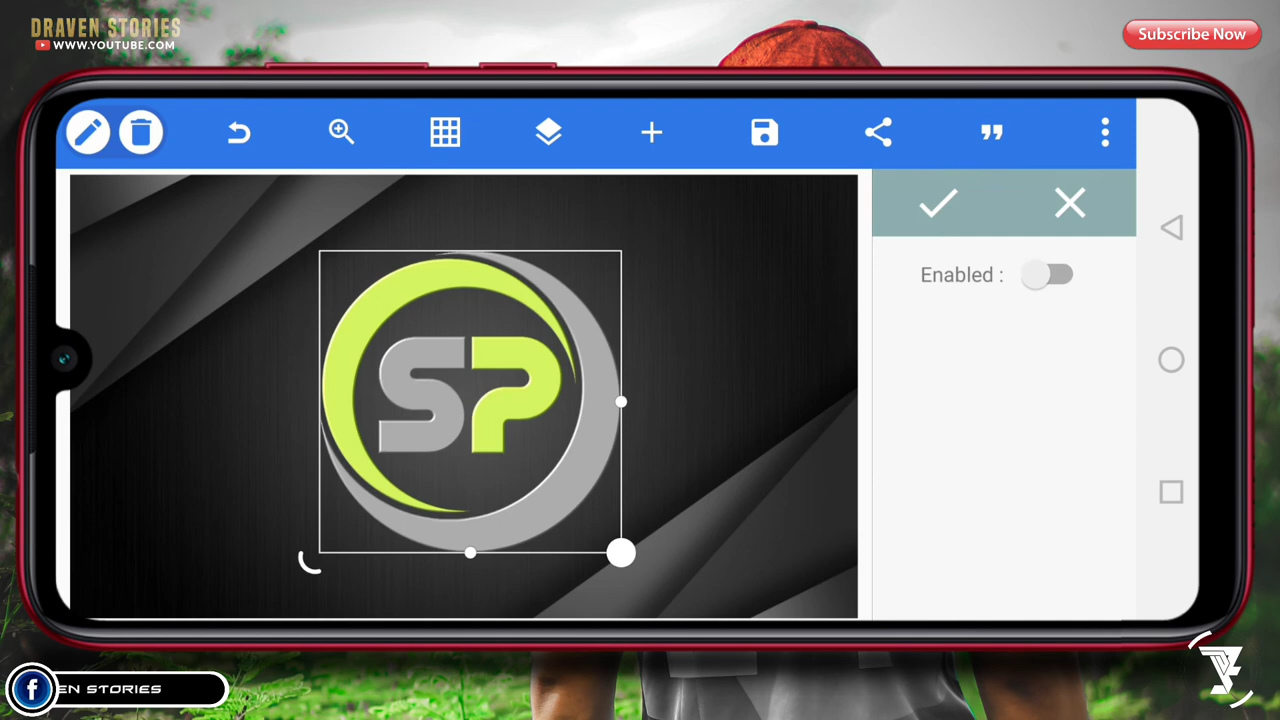 DRAVEN STORIES
WWW.YOUTUBE.COM
Subscribe Now
Enabled :
SP
EN STORIES